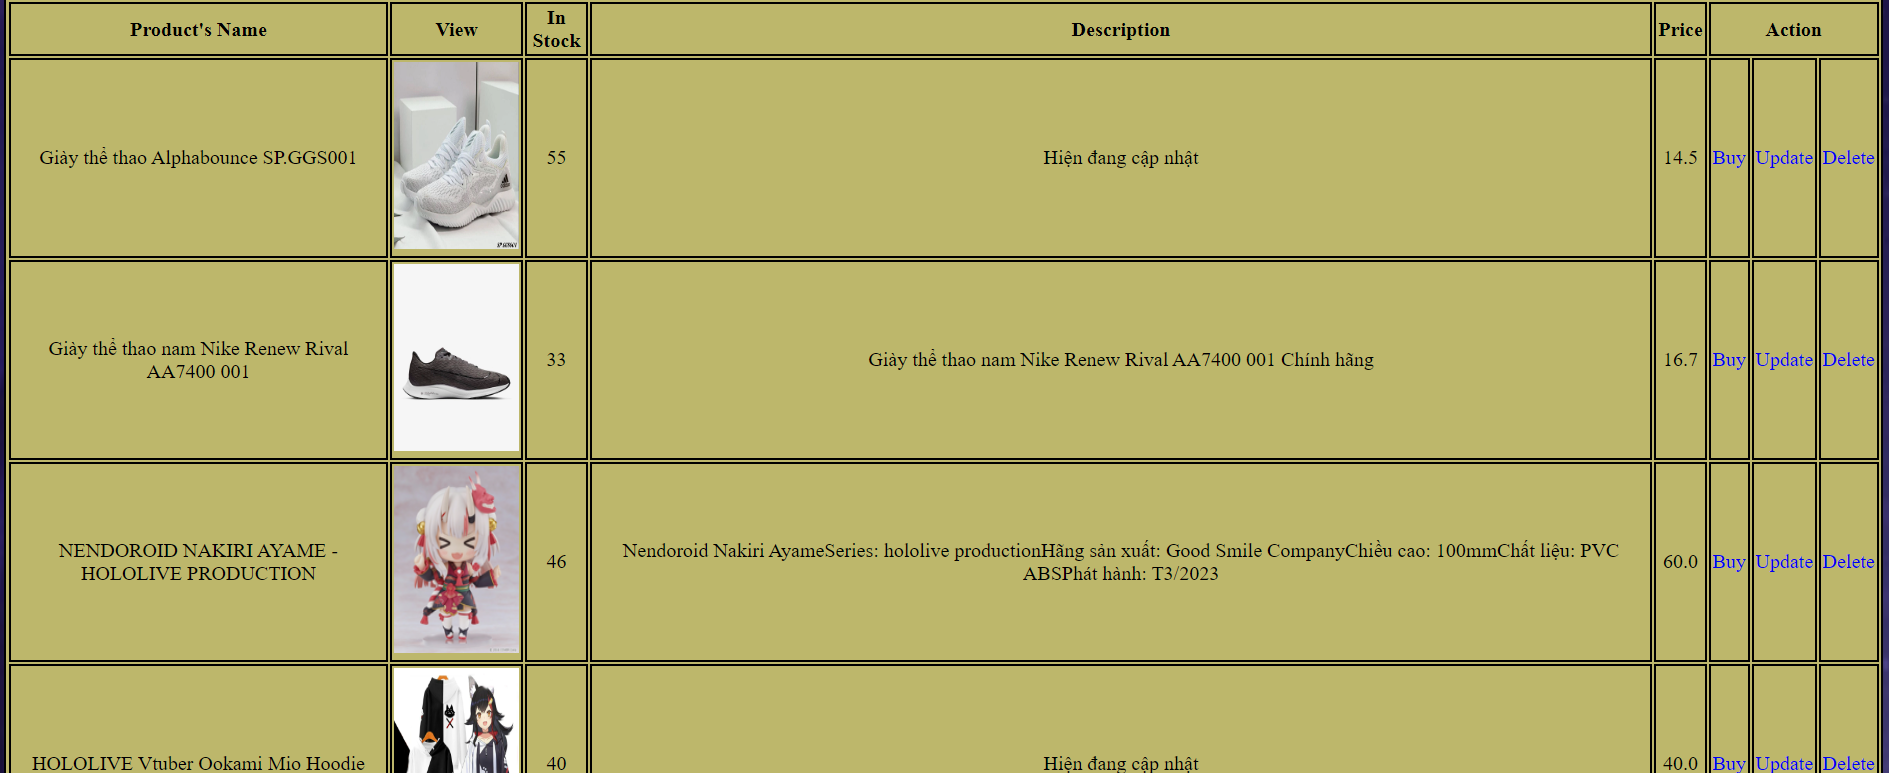 Product's Name View In Stock Description Price Action
Giày thể thao Alphabounce SP.GGS001 55 Hiện đang cập nhật 14.5 Buy Update Delete
SP.GGS001
Giày thể thao nam Nike Renew Rival
AA7400 001 33 Giày thể thao nam Nike Renew Rival AA7400 001 Chính hãng 16.7 Buy Update Delete
NENDOROID NAKIRI AYAME -
HOLOLIVE PRODUCTION 46 Nendoroid Nakiri AyameSeries: hololive productionHãng sản xuất: Good Smile CompanyChiều cao: 100mmChất liệu: PVC
ABSPhát hành: T3/2023 60.0 Buy Update Delete
HOLOLIVE Vtuber Ookami Mio Hoodie 40 Hiện đang cập nhật 40.0 Buy Update Delete